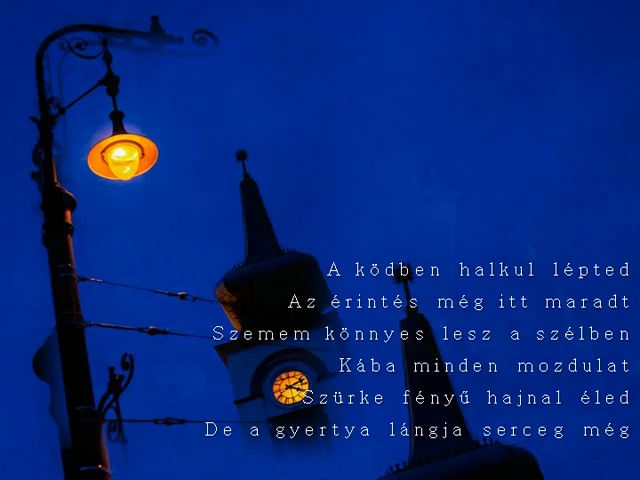 A ködben halkul lépted
Az érintés még itt maradt
Szemem könnyes lesz a szélben
Kába minden mozdulat
Szürke fényű hajnal éled
De a gyertya lángja serceg még